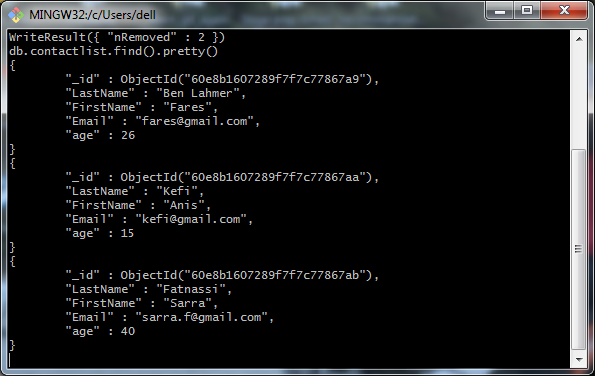 MINGW32:/c/Users/dell
WriteResult({ "nRemoved" : 2 })
db.contactlist.find().pretty()
{
        "_id" : ObjectId("60e8b1607289f7f7c77867a9"),
        "LastName" : "Ben Lahmer",
        "FirstName" : "Fares",
        "Email" : "fares@gmail.com",
        "age" : 26
}
{
        "_id" : ObjectId("60e8b1607289f7f7c77867aa"),
        "LastName" : "Kefi",
        "FirstName" : "Anis",
        "Email" : "kefi@gmail.com",
        "age" : 15
}
{
        "_id" : ObjectId("60e8b1607289f7f7c77867ab"),
        "LastName" : "Fatnassi",
        "FirstName" : "Sarra",
        "Email" : "sarra.f@gmail.com",
        "age" : 40
}